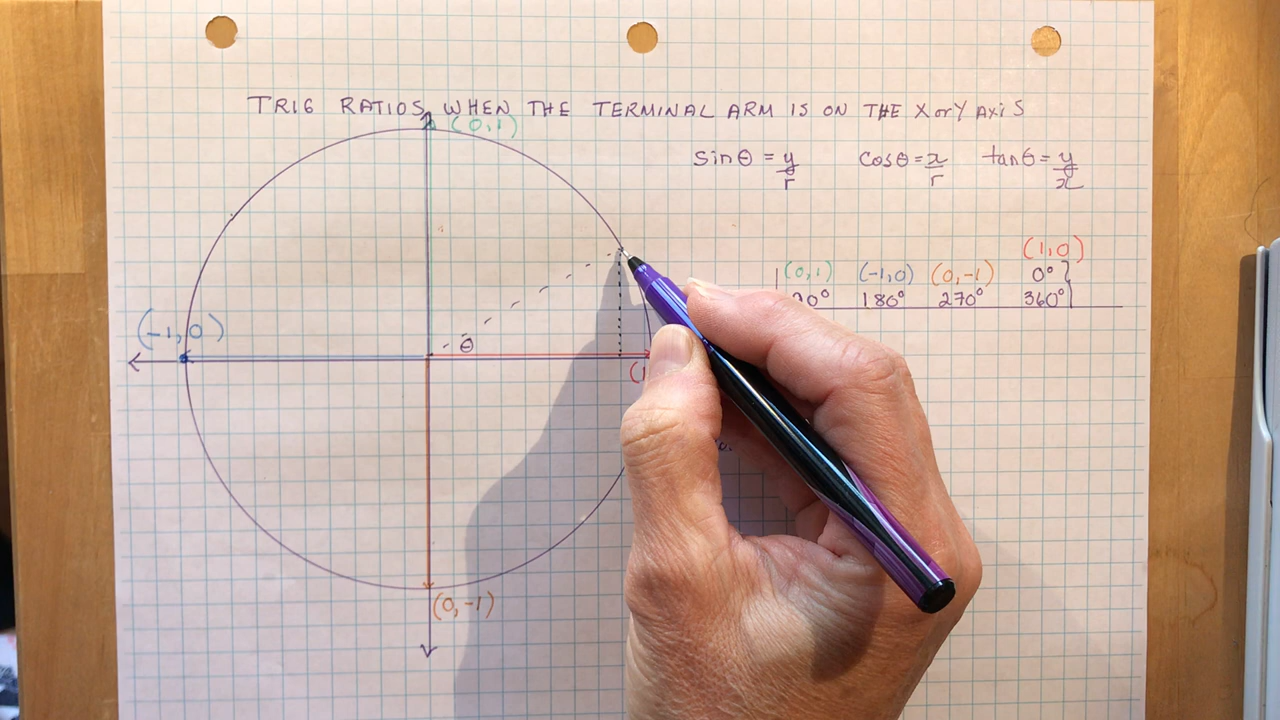 TRIG RATIOS WHEN THE TERMINAL ARM IS ON THE X or Y AXIS
(0,1)
sinθ = y/r cosθ = x/r tanθ = y/x
(1,0)
(0,1) (-1,0) (0,-1) 0°
180° 270° 360°
(-1,0)
θ
(0,-1)